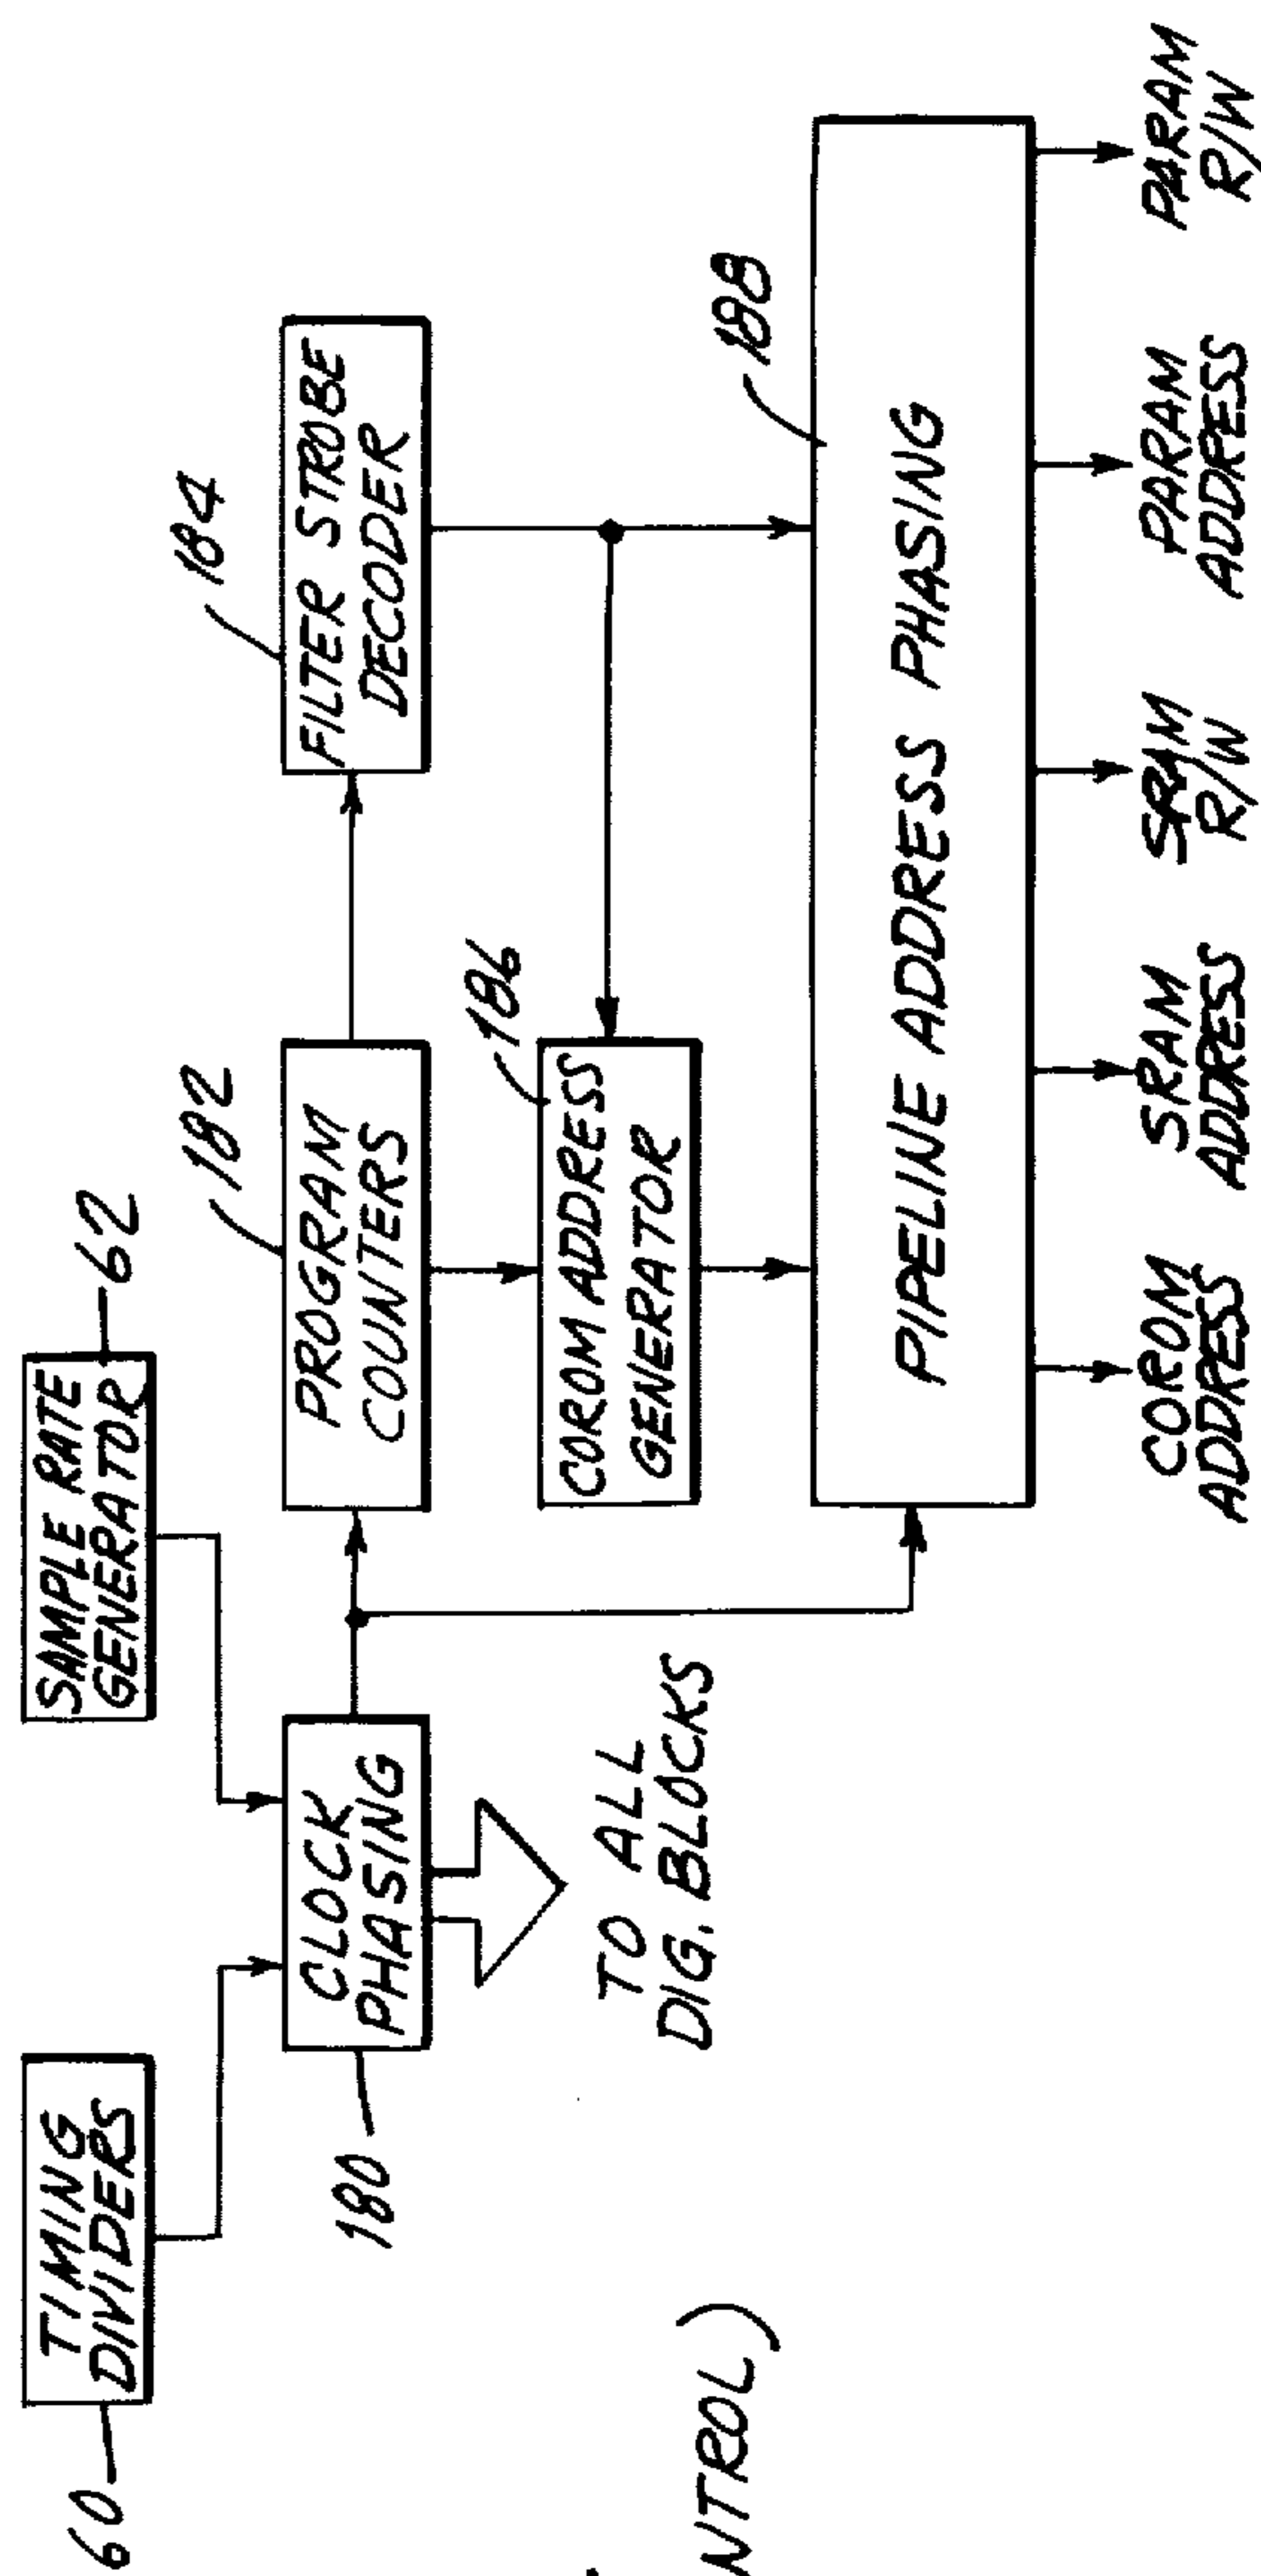 60
TIMING
DIVIDERS
SAMPLE RATE
GENERATOR
62
180
CLOCK
PHASING
182
PROGRAM
COUNTERS
184
FILTER STROBE
DECODER
186
COROM ADDRESS
GENERATOR
TO ALL
DIG. BLOCKS
188
PIPELINE ADDRESS PHASING
COROM
ADDRESS
SRAM
ADDRESS
SRAM
R/W
PARAM
ADDRESS
PARAM
R/W
NTROL)